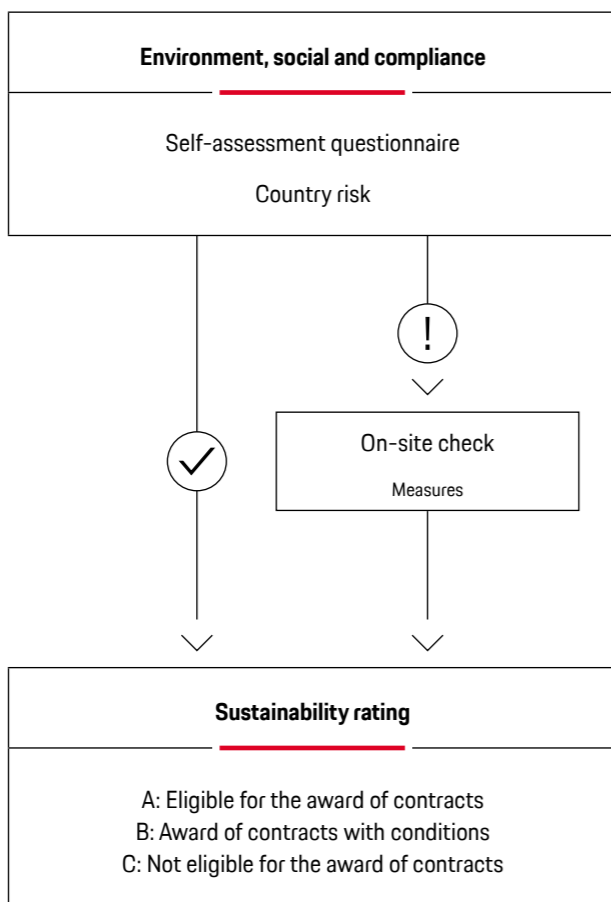 Environment, social and compliance
Self-assessment questionnaire
Country risk
!
On-site check
Measures
Sustainability rating
A: Eligible for the award of contracts
B: Award of contracts with conditions
C: Not eligible for the award of contracts